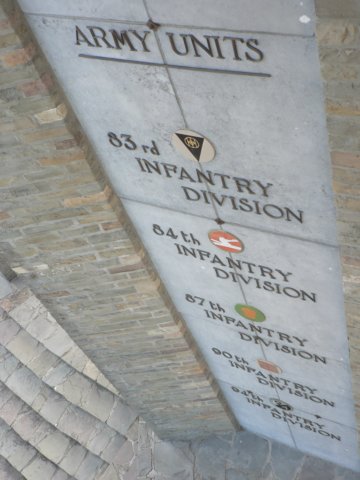 ARMY UNITS
83rd
INFANTRY
DIVISION
84th
INFANTRY
DIVISION
87th
INFANTRY
DIVISION
90th
INFANTRY
DIVISION
94th
INFANTRY
DIVISION